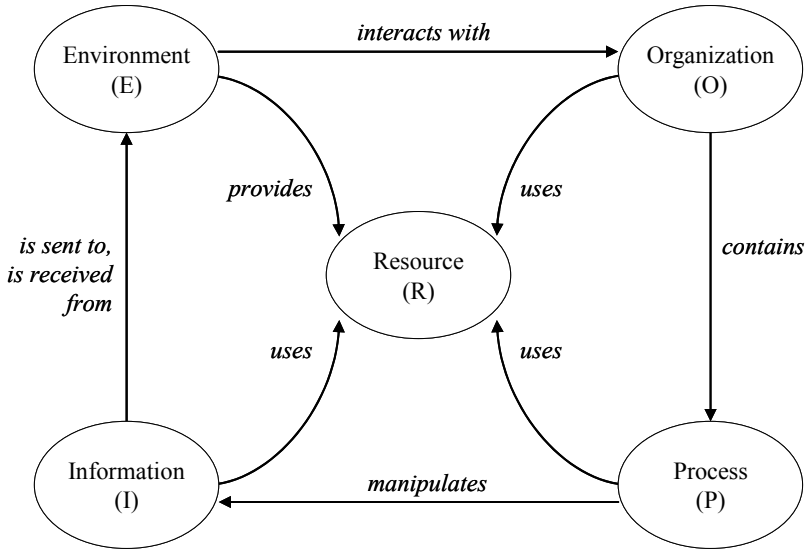 Environment
(E)
interacts with
Organization
(O)
provides
uses
is sent to,
is received
from
Resource
(R)
contains
uses
uses
Information
(I)
manipulates
Process
(P)